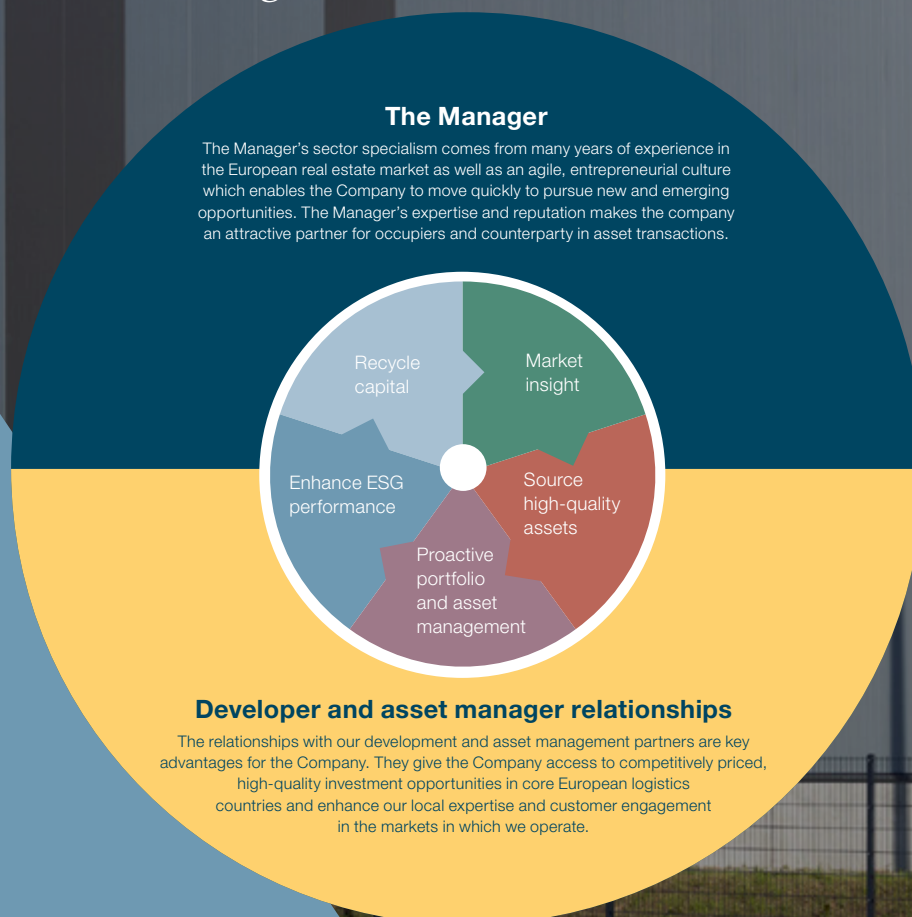 The Manager
The Manager’s sector specialism comes from many years of experience in
the European real estate market as well as an agile, entrepreneurial culture
which enables the Company to move quickly to pursue new and emerging
opportunities. The Manager’s expertise and reputation makes the company
an attractive partner for occupiers and counterparty in asset transactions.
Recycle
capital
Market
insight
Enhance ESG
performance
Source
high-quality
assets
Proactive
portfolio
and asset
management
Developer and asset manager relationships
The relationships with our development and asset management partners are key
advantages for the Company. They give the Company access to competitively priced,
high-quality investment opportunities in core European logistics
countries and enhance our local expertise and customer engagement
in the markets in which we operate.